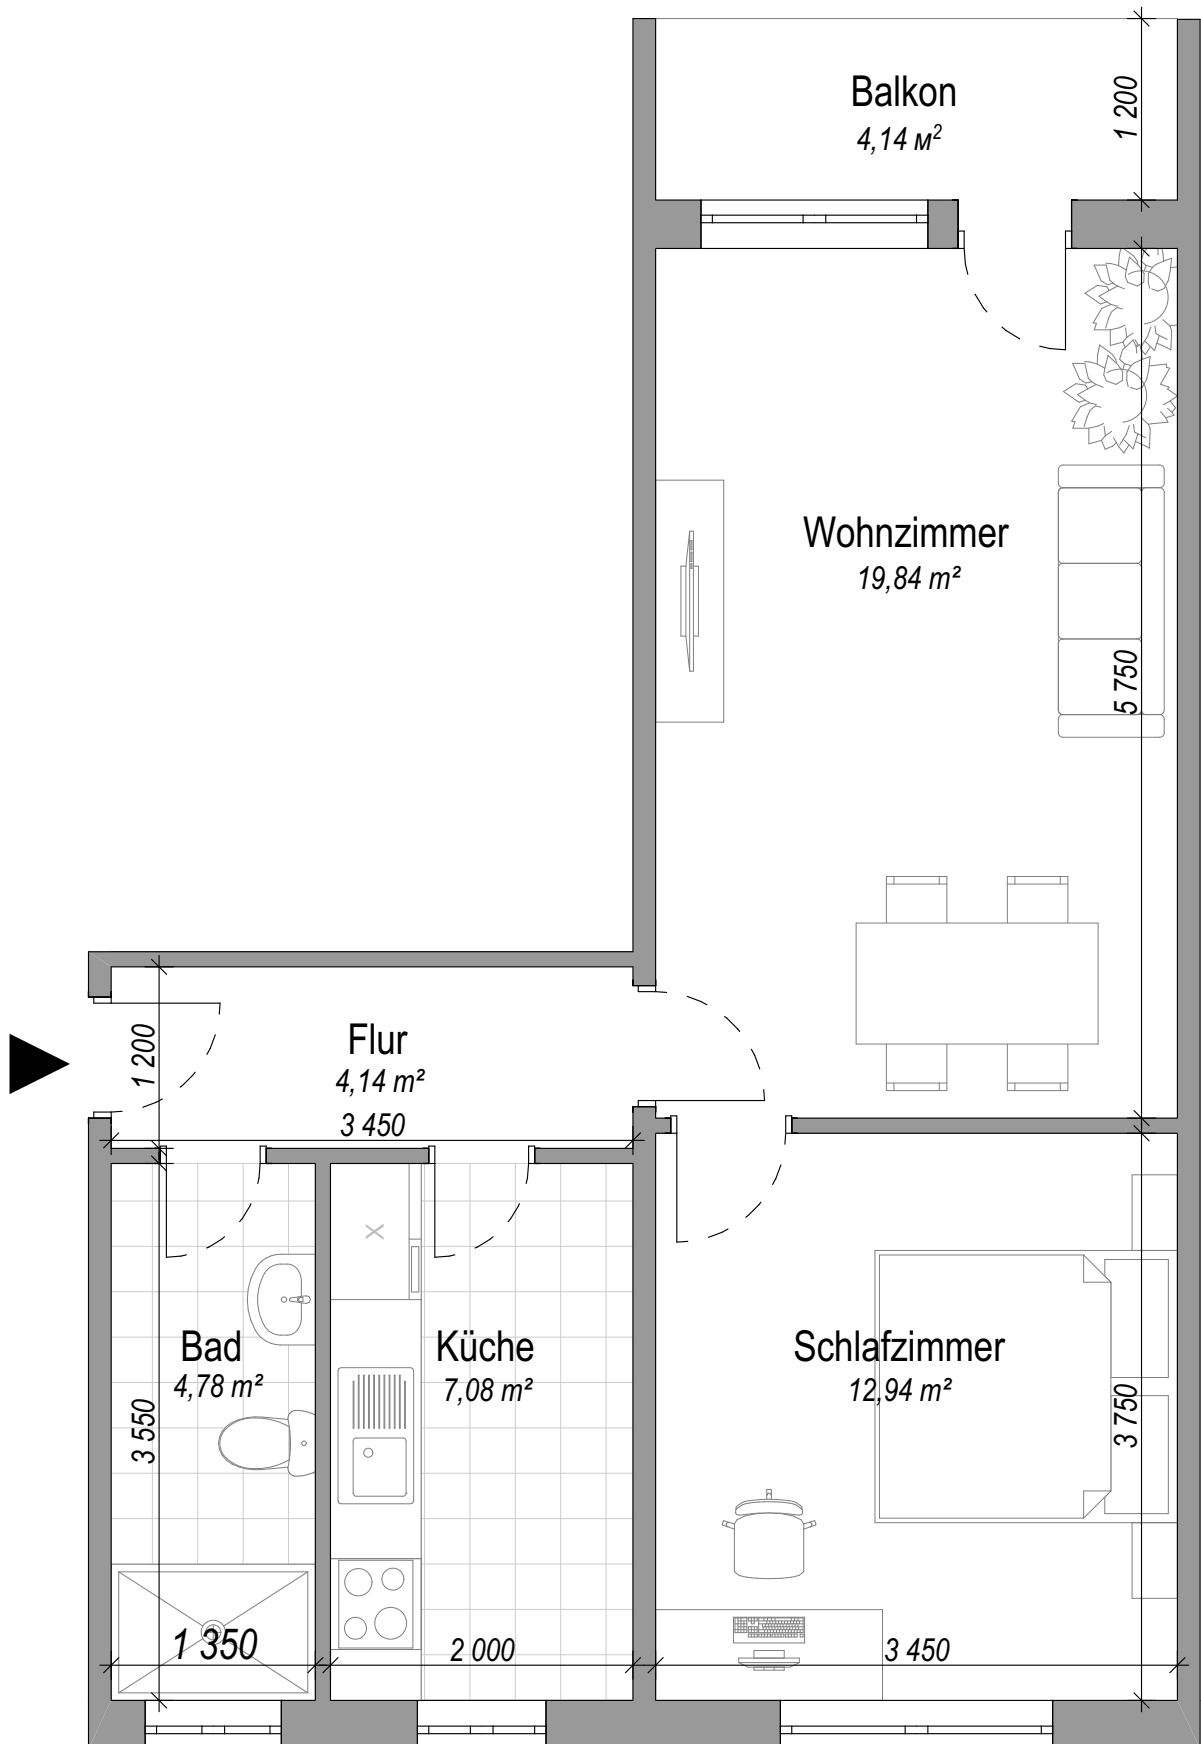 Balkon
4,14 м²
1 200
Wohnzimmer
19,84 m²
5 750
Flur
4,14 m²
1 200
3 450
Bad
4,78 m²
3 550
Küche
7,08 m²
Schlafzimmer
12,94 m²
3 750
1 350
2 000
3 450